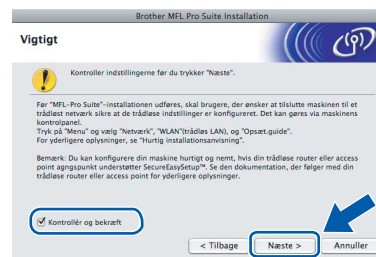 Brother MFL Pro Suite Installation
Vigtigt
Kontroller indstillingerne før du trykker "Næste".
Før "MFL-Pro Suite"-installationen udføres, skal brugere, der ønsker at tilslutte maskinen til et
trådløst netværk sikre at de trådløse indstillinger er konfigureret. Det kan gøres via maskinens
kontrolpanel.
Tryk på "Menu" og vælg "Netværk", "WLAN"(trådløs LAN), og "Opsæt.guide".
For yderligere oplysninger, se "Hurtig installationsanvisning".
Bemærk: Du kan konfigurere din maskine hurtigt og nemt, hvis din trådløse router eller access
point angangspunkt understøtter SecureEasySetup™. Se den dokumentation, der følger med din
trådløse router eller access point for yderligere oplysninger.
Kontrollér og bekræft
< Tilbage Næste > Annuller